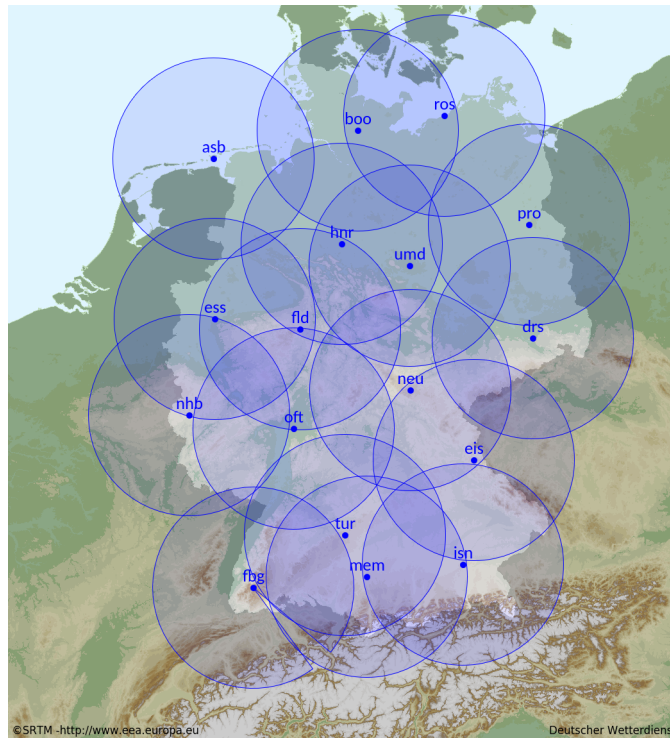 ros
boo
asb
pro
hnr
umd
ess
fld
drs
neu
nhb
oft
eis
tur
isn
mem
fbg
©SRTM -http://www.eea.europa.eu
Deutscher Wetterdiens